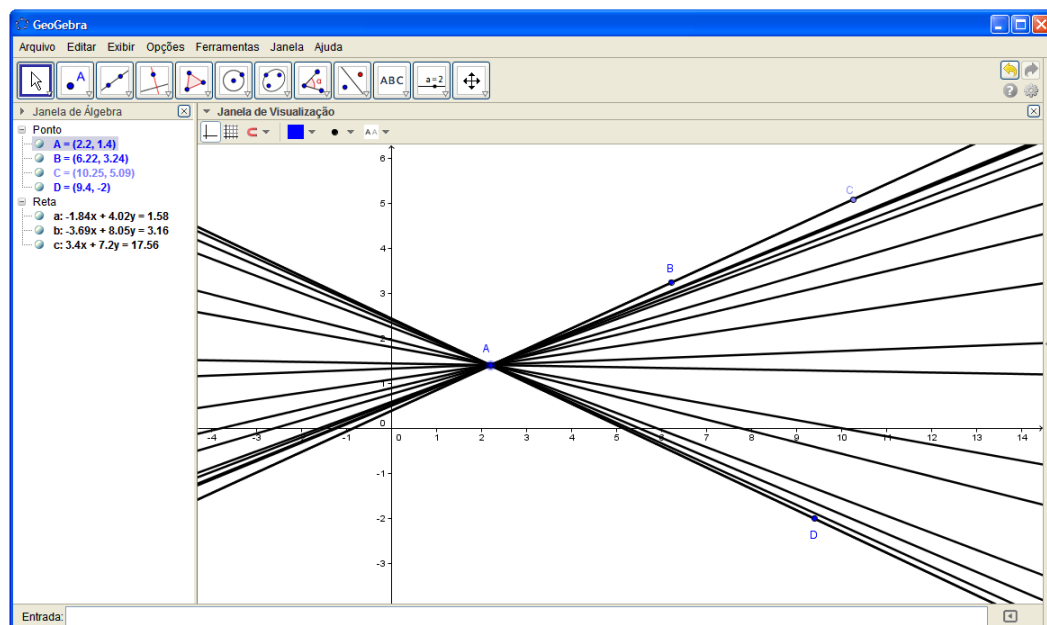 GeoGebra
Arquivo Editar Exibir Opções Ferramentas Janela Ajuda
A ABC a=2
Janela de Álgebra
Ponto
A = (2.2, 1.4)
B = (6.22, 3.24)
C = (10.25, 5.09)
D = (9.4, -2)
Reta
a: -1.84x + 4.02y = 1.58
b: -3.69x + 8.05y = 3.16
c: 3.4x + 7.2y = 17.56
Janela de Visualização
AA
6
5
4
3
2
1
0
-1
-2
-3
-4 -3 -2 -1 0 1 2 3 4 5 6 7 8 9 10 11 12 13 14
A
B
C
D
Entrada: